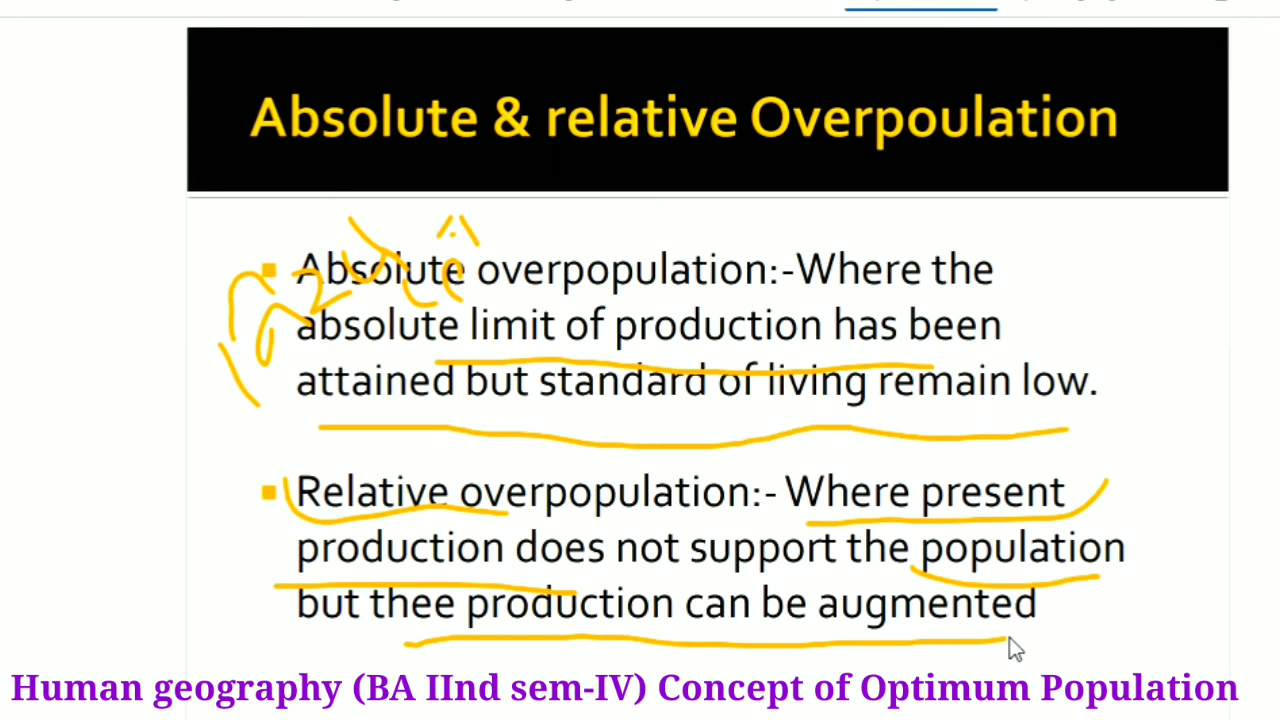 Absolute & relative Overpoulation
Absolute overpopulation:-Where the
absolute limit of production has been
attained but standard of living remain low.
Relative overpopulation:- Where present
production does not support the population
but thee production can be augmented
Human geography (BA IInd sem-IV) Concept of Optimum Population